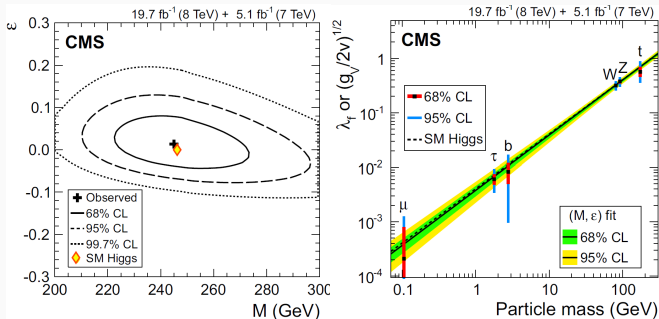 19.7 fb⁻¹ (8 TeV) + 5.1 fb⁻¹ (7 TeV)
CMS
ε
0.3
0.2
0.1
0.0
-0.1
-0.2
-0.3
Observed
68% CL
95% CL
99.7% CL
SM Higgs
200 220 240 260 280 300
M (GeV)
19.7 fb⁻¹ (8 TeV) + 5.1 fb⁻¹ (7 TeV)
CMS
λf or (gV/2v)^1/2
1
10⁻¹
10⁻²
10⁻³
10⁻⁴
68% CL
95% CL
SM Higgs
μ
τ
b
W
Z
t
(M, ε) fit
68% CL
95% CL
0.1 1 10 100
Particle mass (GeV)